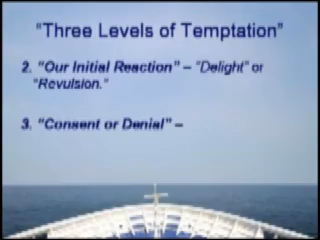 “Three Levels of Temptation”
2. “Our Initial Reaction” – “Delight” or
“Revulsion.”
3. “Consent or Denial” –